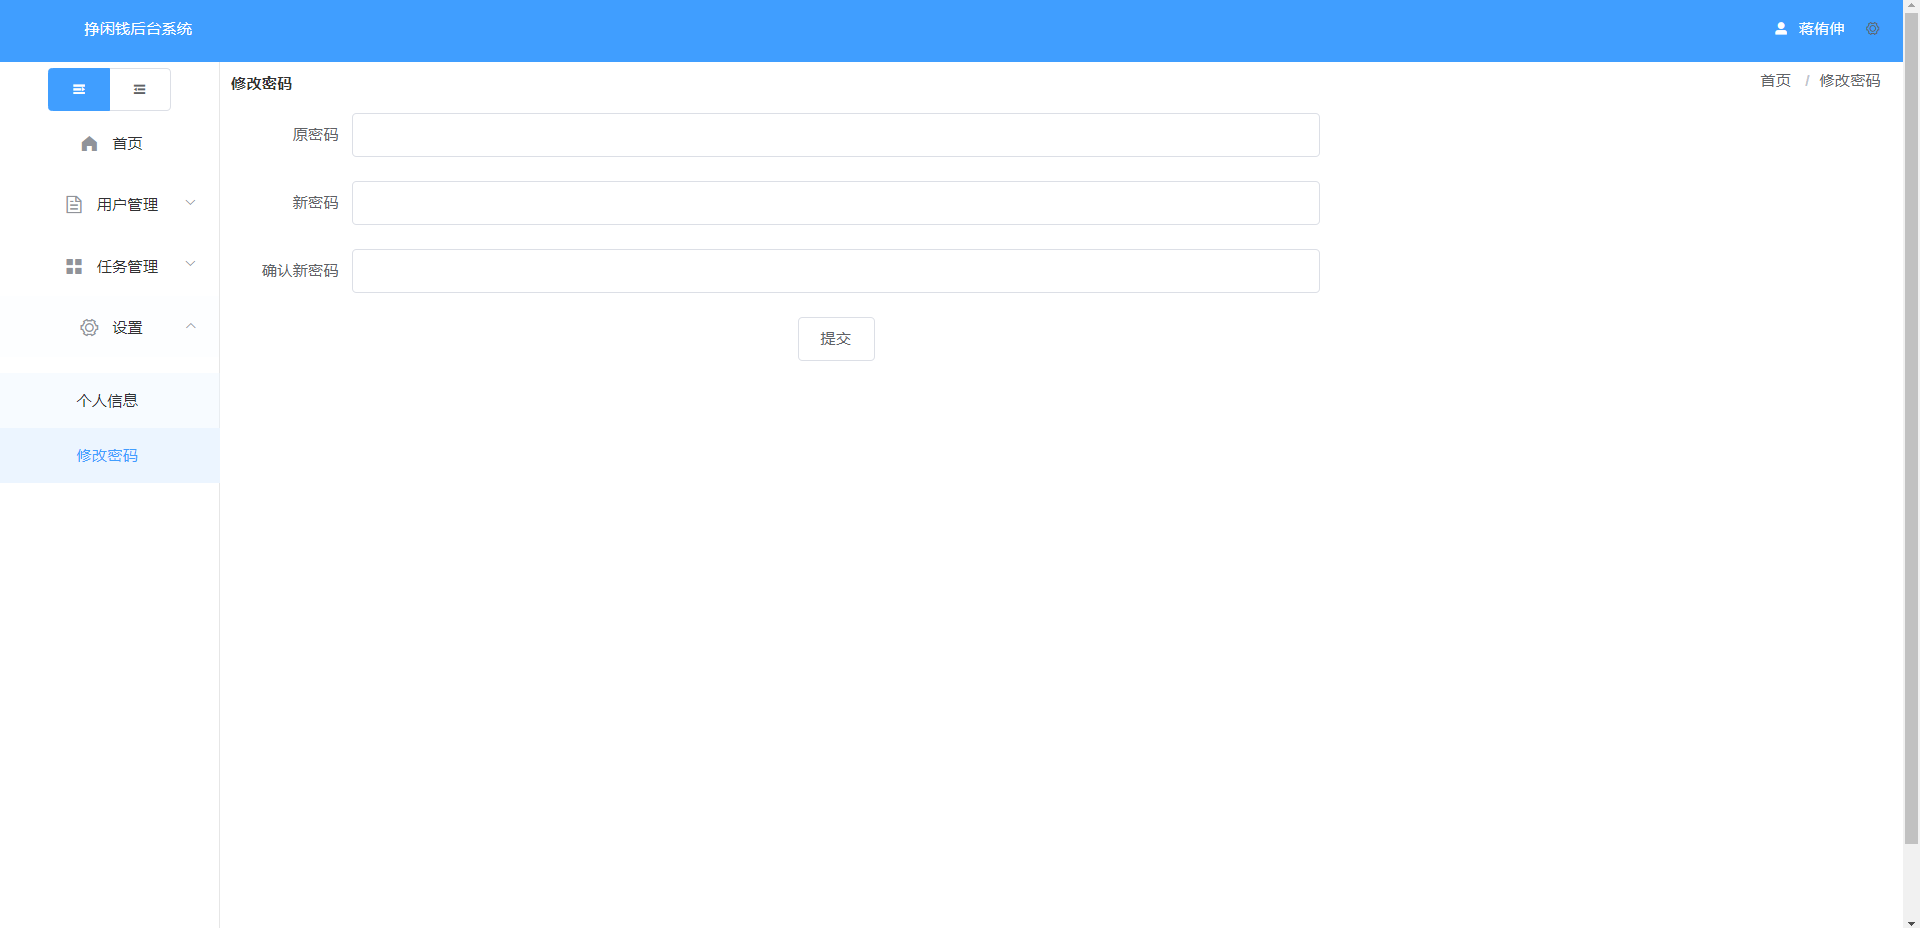 挣闲钱后台系统
蒋侑伸
首页
用户管理
任务管理
设置
个人信息
修改密码
修改密码
首页 / 修改密码
原密码
新密码
确认新密码
提交